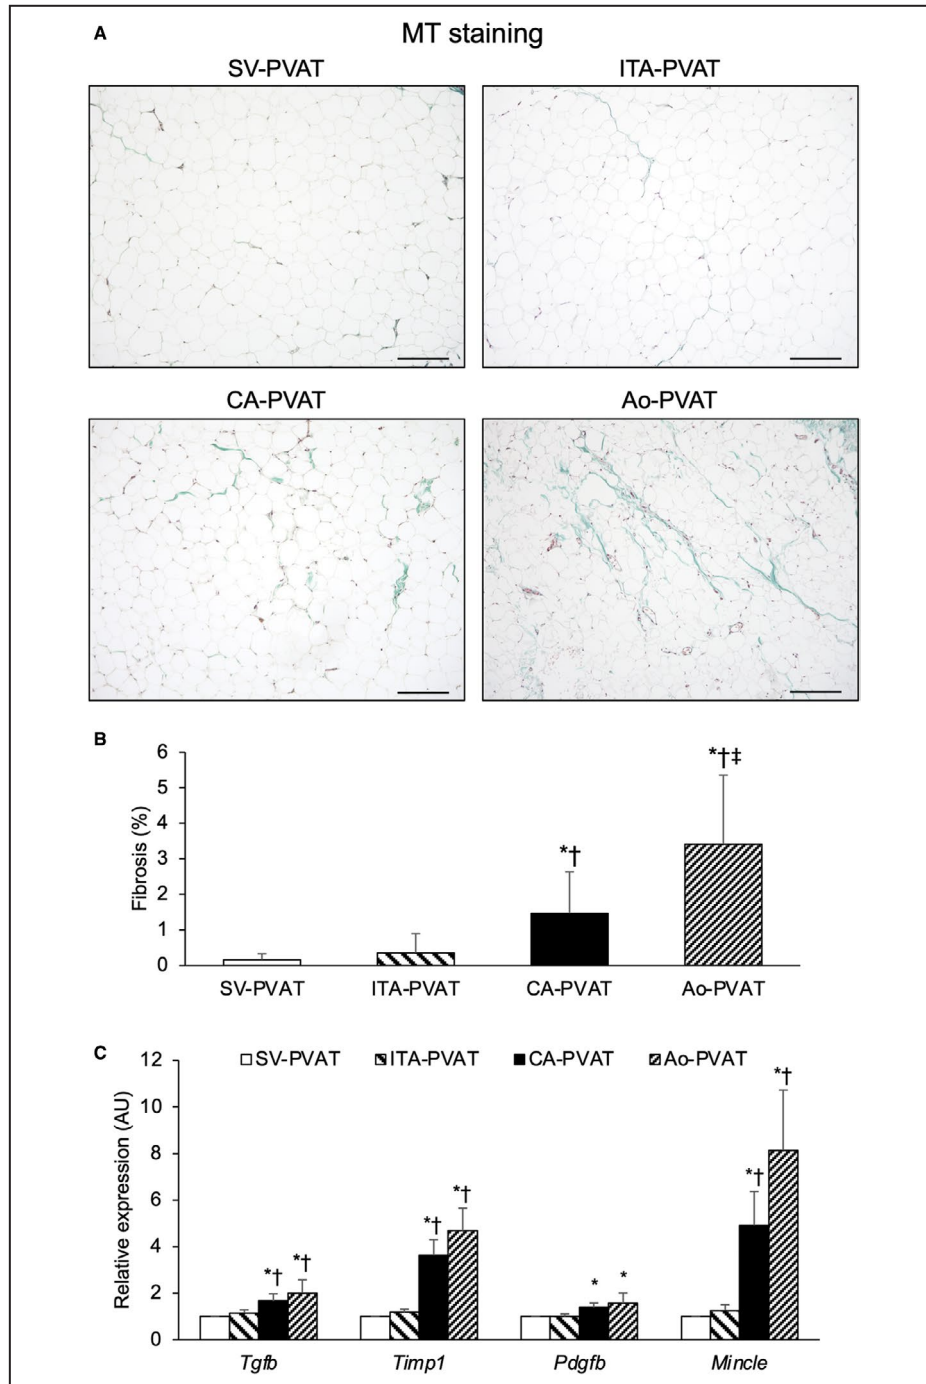 A
MT staining
SV-PVAT
ITA-PVAT
CA-PVAT
Ao-PVAT
B
Fibrosis (%)
6
5
4
3
2
1
0
*†
*†‡
SV-PVAT
ITA-PVAT
CA-PVAT
Ao-PVAT
C
Relative expression (AU)
12
10
8
6
4
2
0
SV-PVAT
ITA-PVAT
CA-PVAT
Ao-PVAT
*†
*†
*†
*†
*
*
*†
*†
Tgfb
Timp1
Pdgfb
Mincle